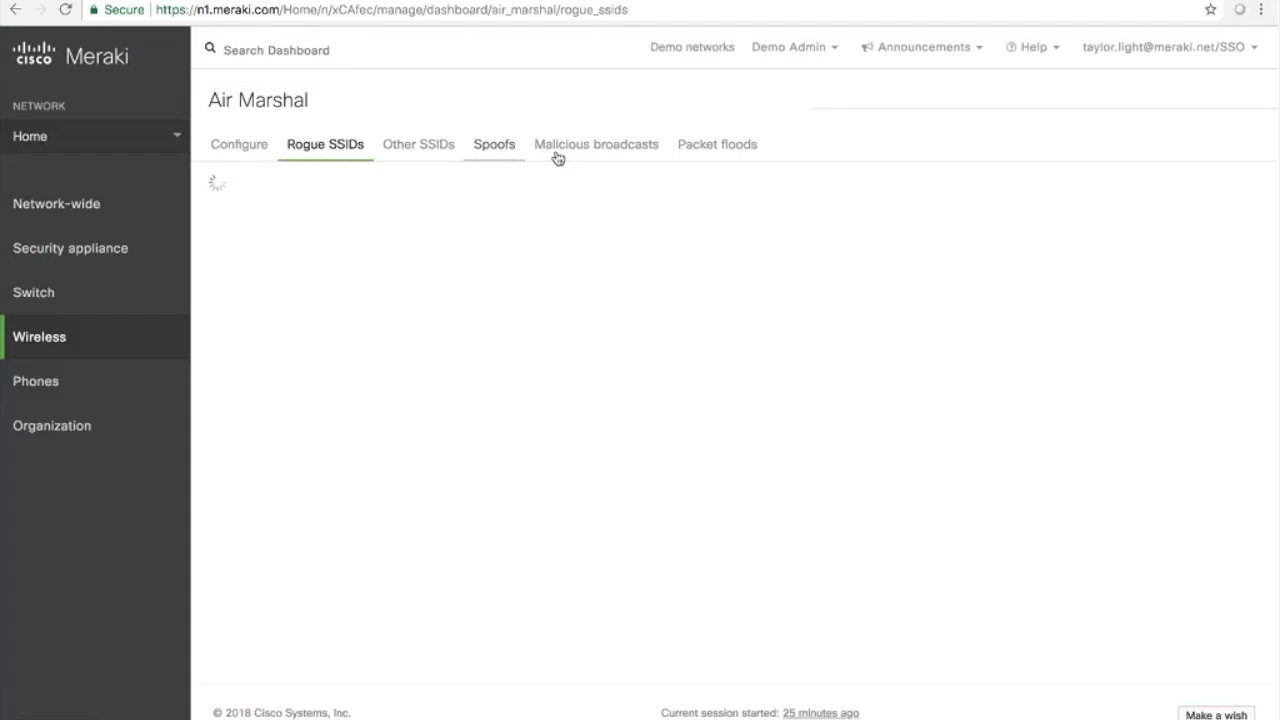 Secure https://n1.meraki.com/Home/n/xCAfec/manage/dashboard/air_marshal/rogue_ssids
cisco Meraki
Search Dashboard
Demo networks Demo Admin Announcements Help taylor.light@meraki.net/SSO
NETWORK
Home
Network-wide
Security appliance
Switch
Wireless
Phones
Organization
Air Marshal
Configure Rogue SSIDs Other SSIDs Spoofs Malicious broadcasts Packet floods
© 2018 Cisco Systems, Inc.
Current session started: 25 minutes ago
Make a wish